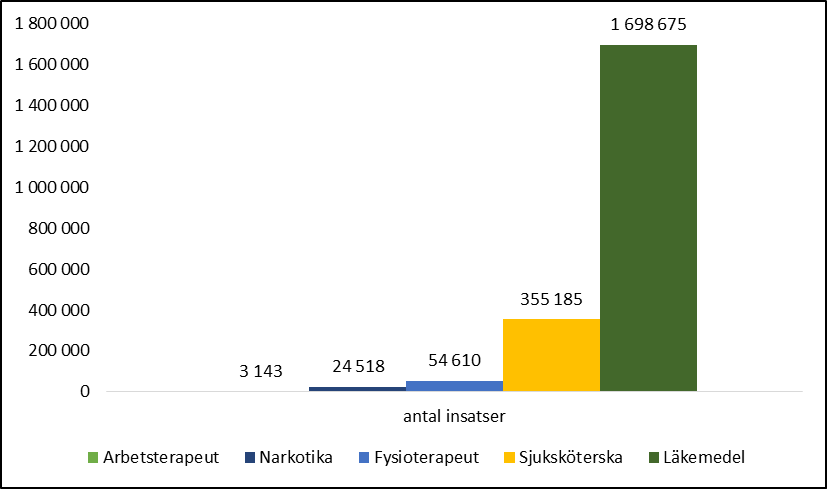 1 800 000
1 600 000
1 400 000
1 200 000
1 000 000
800 000
600 000
400 000
200 000
0
3 143
24 518
54 610
355 185
1 698 675
antal insatser
Arbetsterapeut Narkotika Fysioterapeut Sjuksköterska Läkemedel